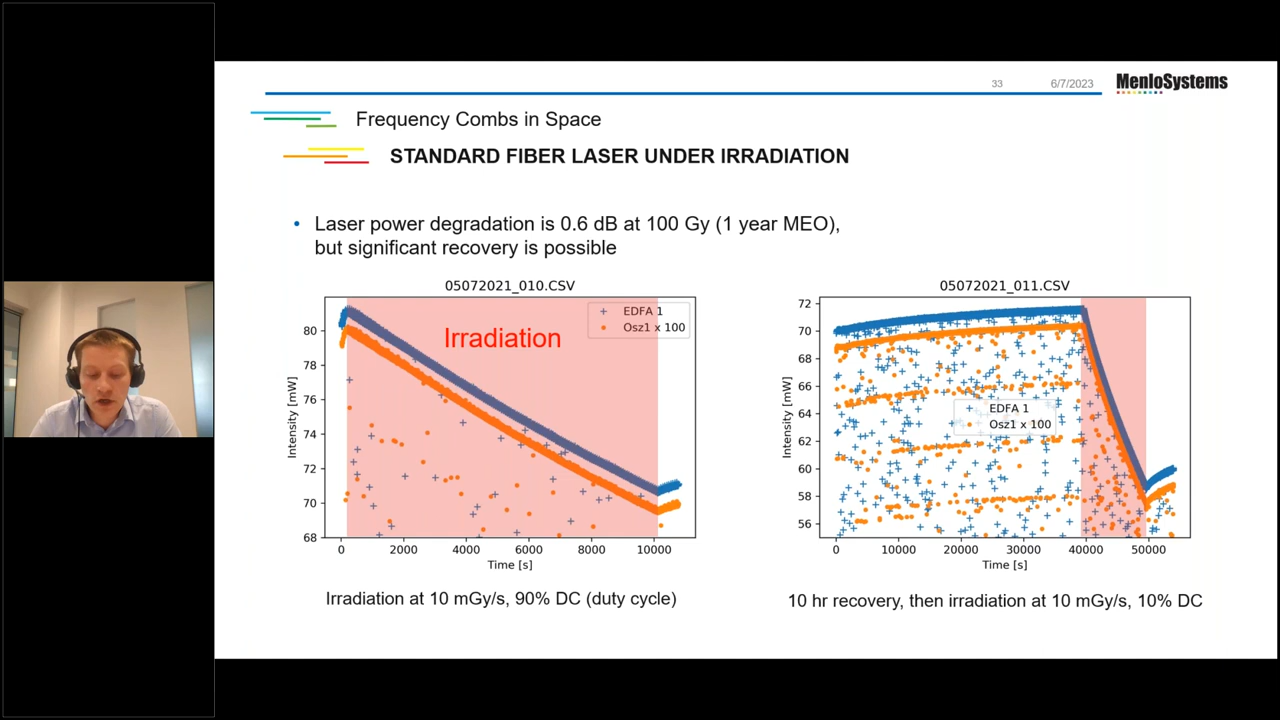 33
6/7/2023
MenloSystems
Frequency Combs in Space
STANDARD FIBER LASER UNDER IRRADIATION
• Laser power degradation is 0.6 dB at 100 Gy (1 year MEO),
but significant recovery is possible
05072021_010.CSV
Irradiation
EDFA 1
Osz1 x 100
Intensity [mW]
80
78
76
74
72
70
68
0 2000 4000 6000 8000 10000
Time [s]
Irradiation at 10 mGy/s, 90% DC (duty cycle)
05072021_011.CSV
EDFA 1
Osz1 x 100
Intensity [mW]
72
70
68
66
64
62
60
58
56
0 10000 20000 30000 40000 50000
Time [s]
10 hr recovery, then irradiation at 10 mGy/s, 10% DC